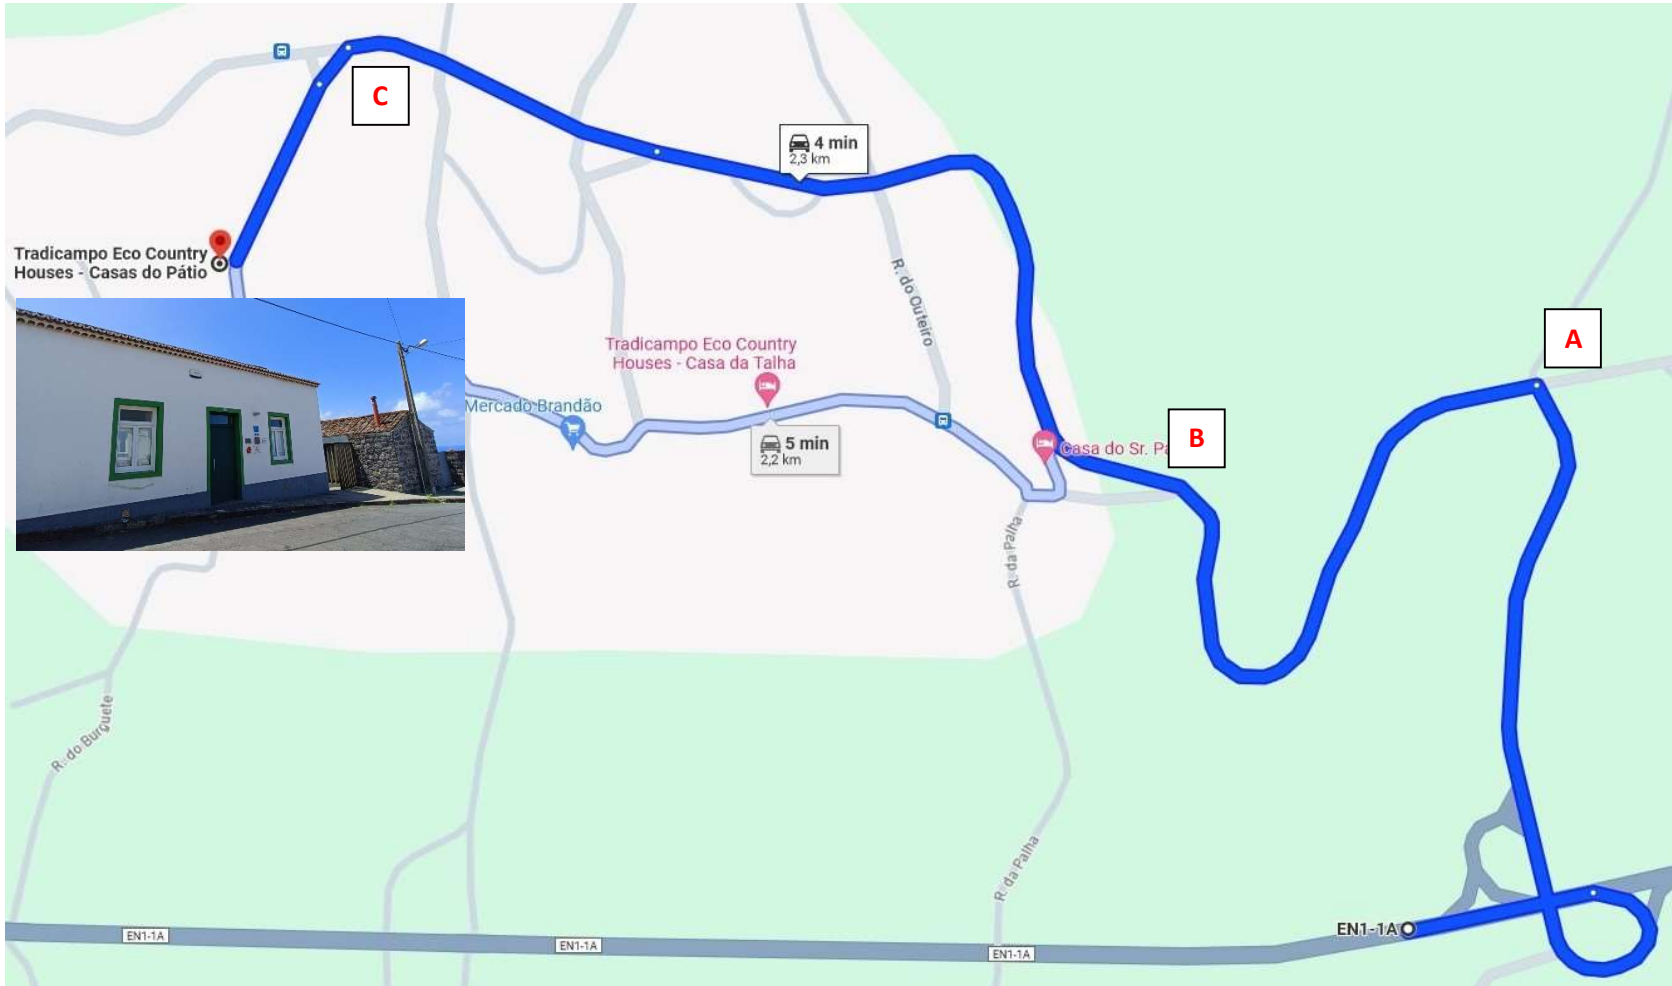 C
4 min
2,3 km
Tradicampo Eco Country
Houses - Casas do Pátio
R. do Outeiro
A
Tradicampo Eco Country
Houses - Casa da Talha
Mercado Brandão
5 min
2,2 km
B
Casa do Sr. Pa
R. da Palha
R. do Burguete
R. da Palha
EN1-1A
EN1-1A
EN1-1A
EN1-1A